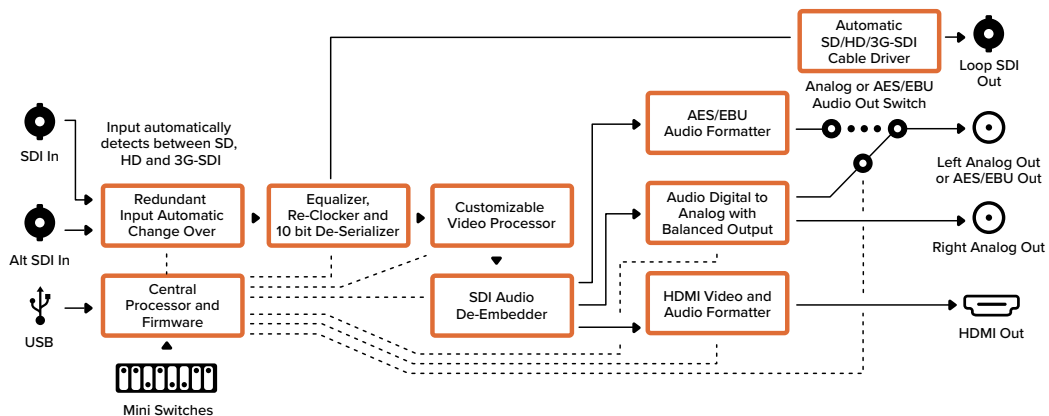 Automatic
SD/HD/3G-SDI
Cable Driver
Loop SDI
Out
Analog or AES/EBU
Audio Out Switch
AES/EBU
Audio Formatter
Left Analog Out
or AES/EBU Out
SDI In
Input automatically
detects between SD,
HD and 3G-SDI
Redundant
Input Automatic
Change Over
Equalizer,
Re-Clocker and
10 bit De-Serializer
Customizable
Video Processor
Audio Digital to
Analog with
Balanced Output
Right Analog Out
Alt SDI In
Central
Processor and
Firmware
SDI Audio
De-Embedder
HDMI Video and
Audio Formatter
HDMI Out
USB
Mini Switches